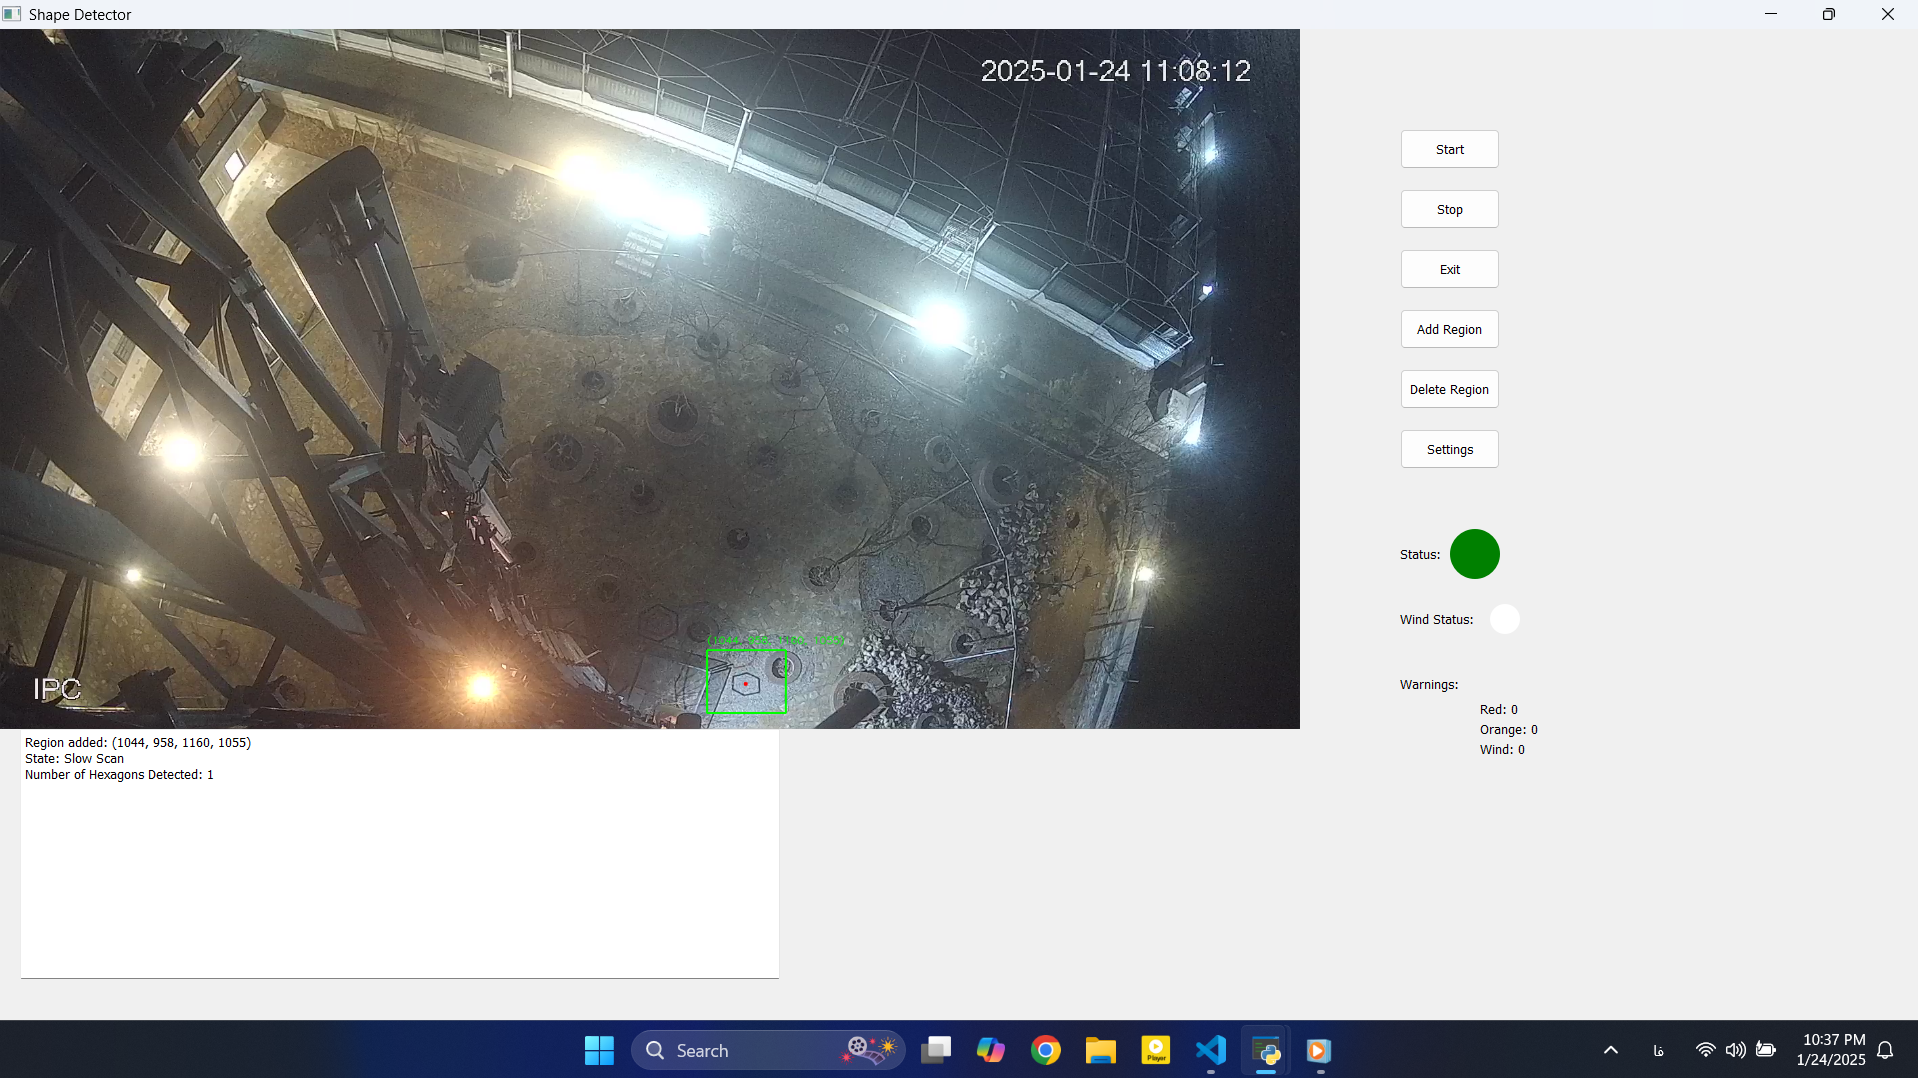 Shape Detector
2025-01-24 11:08:12
IPC
Start
Stop
Exit
Add Region
Delete Region
Settings
Status:
Wind Status:
Warnings:
Red: 0
Orange: 0
Wind: 0
Region added: (1044, 958, 1160, 1055)
State: Slow Scan
Number of Hexagons Detected: 1
Search
Player
فا
10:37 PM
1/24/2025